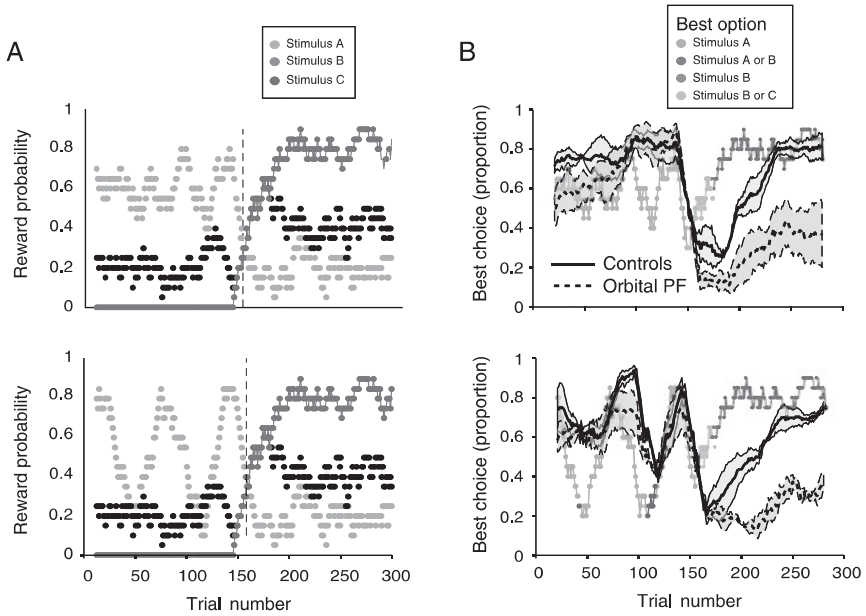 A
Stimulus A
Stimulus B
Stimulus C
Reward probability
1
0.8
0.6
0.4
0.2
0
Reward probability
1
0.8
0.6
0.4
0.2
0
0
50
100
150
200
250
300
Trial number
B
Best option
Stimulus A
Stimulus A or B
Stimulus B
Stimulus B or C
Best choice (proportion)
1
0.8
0.6
0.4
0.2
0
Controls
Orbital PF
Best choice (proportion)
1
0.8
0.6
0.4
0.2
0
0
50
100
150
200
250
300
Trial number